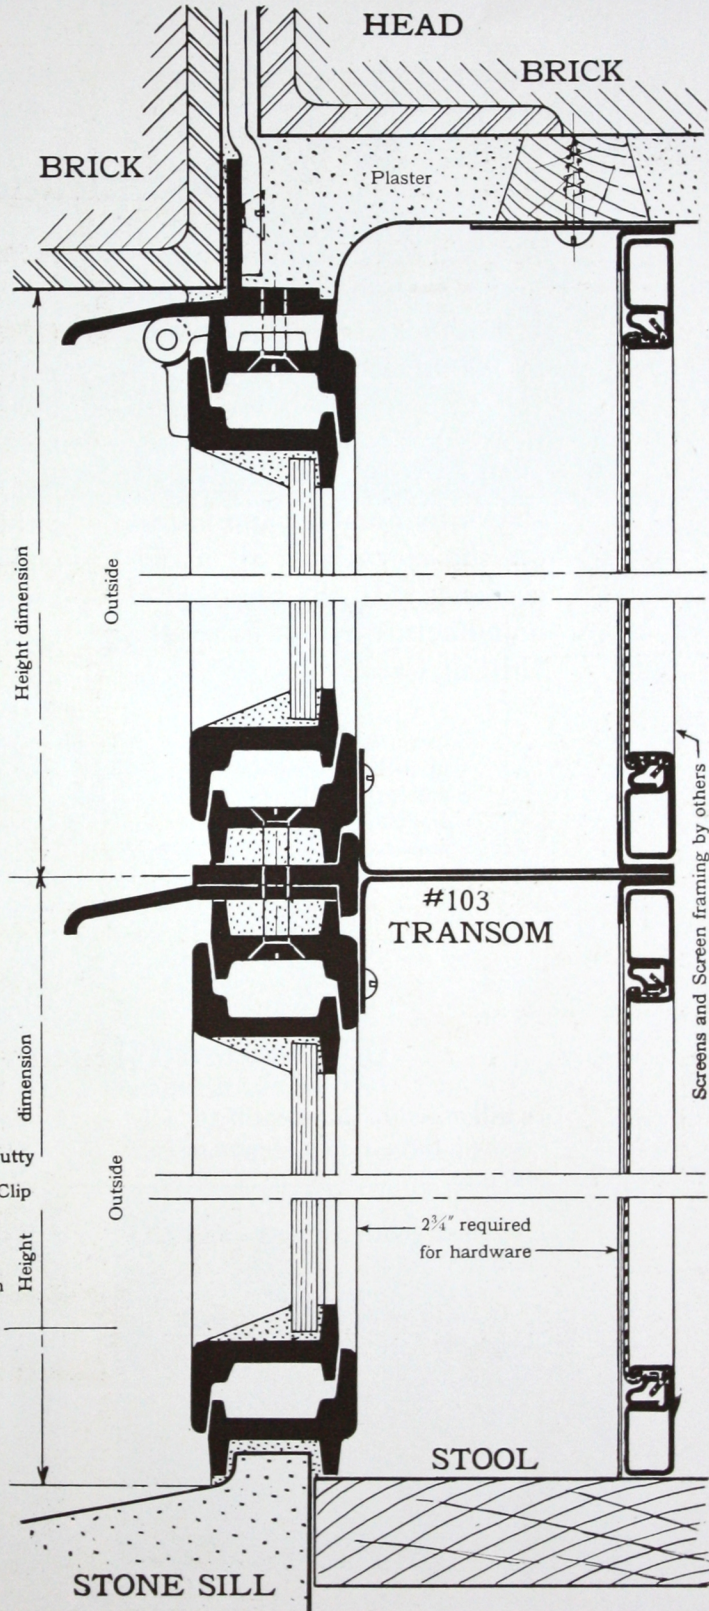 HEAD
BRICK
BRICK
Plaster
Height dimension
Outside
Screens and Screen framing by others
#103
TRANSOM
dimension
utty
Clip
Outside
Height
2¾" required
for hardware
STOOL
STONE SILL